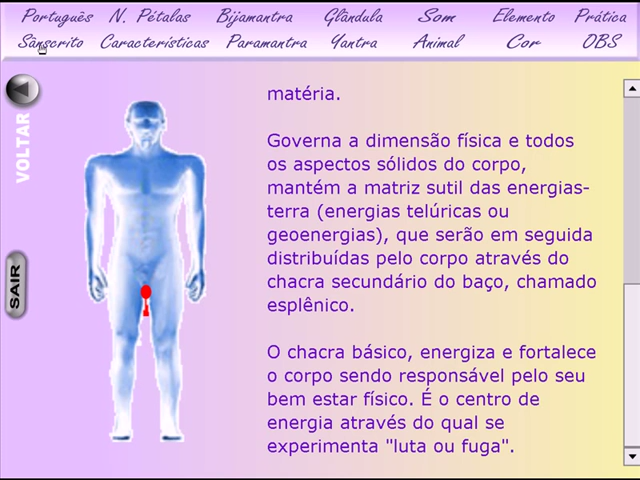 Português N. Pétalas Bijamantra Glândula Som Elemento Prática
Sânscrito Características Paramantra Yantra Animal Cor OBS
VOLTAR
SAIR
matéria.
Governa a dimensão física e todos
os aspectos sólidos do corpo,
mantém a matriz sutil das energias-
terra (energias telúricas ou
geoenergias), que serão em seguida
distribuídas pelo corpo através do
chacra secundário do baço, chamado
esplênico.
O chacra básico, energiza e fortalece
o corpo sendo responsável pelo seu
bem estar físico. É o centro de
energia através do qual se
experimenta "luta ou fuga".